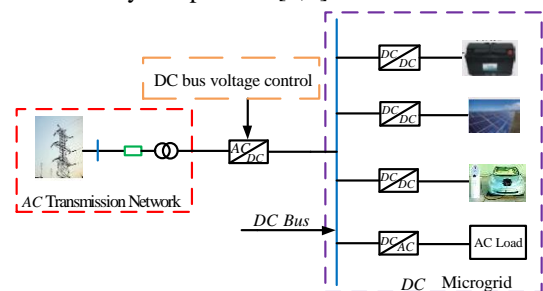 DC bus voltage control
AC
DC
AC Transmission Network
DC Bus
DC
DC
DC
DC
DC
DC
DC
AC
AC Load
DC Microgrid